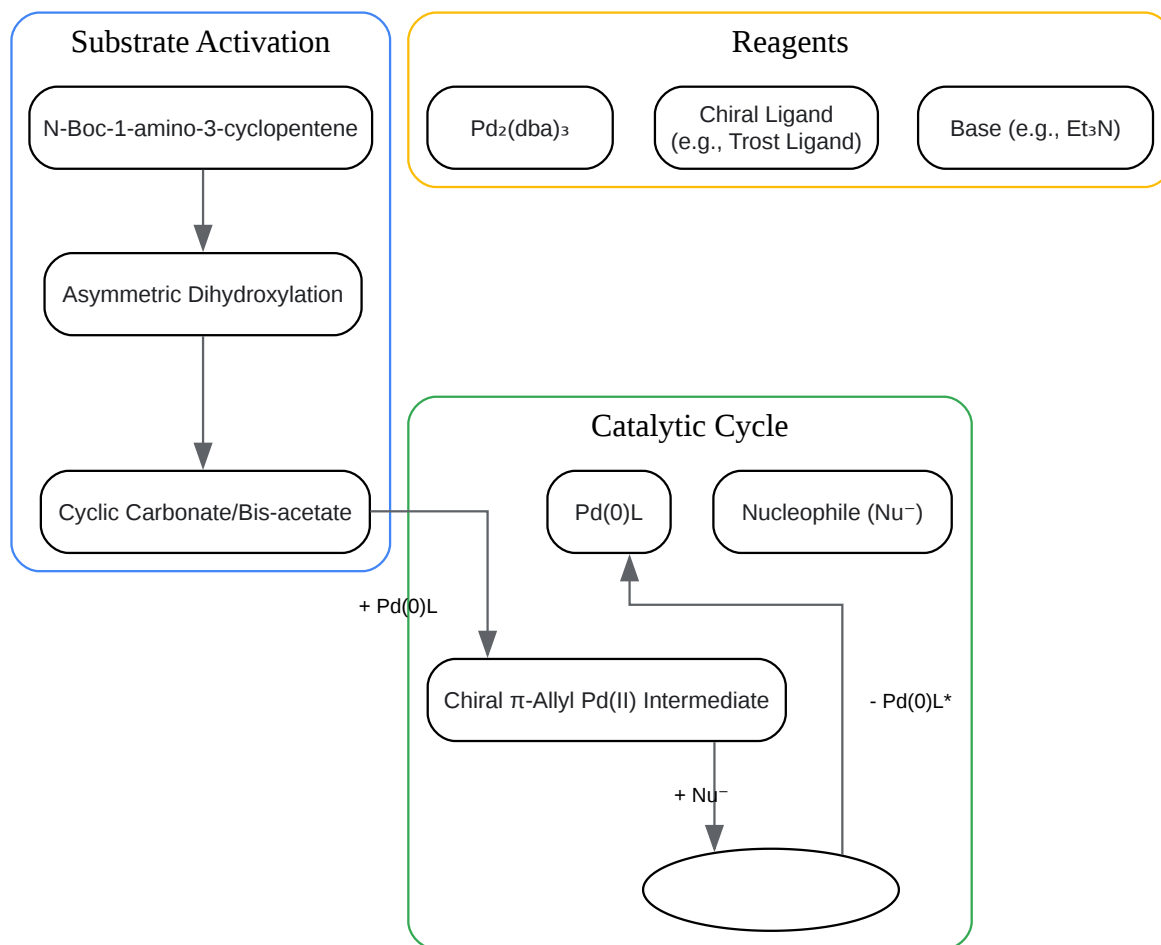 Substrate Activation
N-Boc-1-amino-3-cyclopentene
Asymmetric Dihydroxylation
Cyclic Carbonate/Bis-acetate
Reagents
Pd₂(dba)₃
Chiral Ligand
(e.g., Trost Ligand)
Base (e.g., Et₃N)
Catalytic Cycle
Pd(0)L
Nucleophile (Nu⁻)
+ Pd(0)L
Chiral π-Allyl Pd(II) Intermediate
- Pd(0)L*
+ Nu⁻